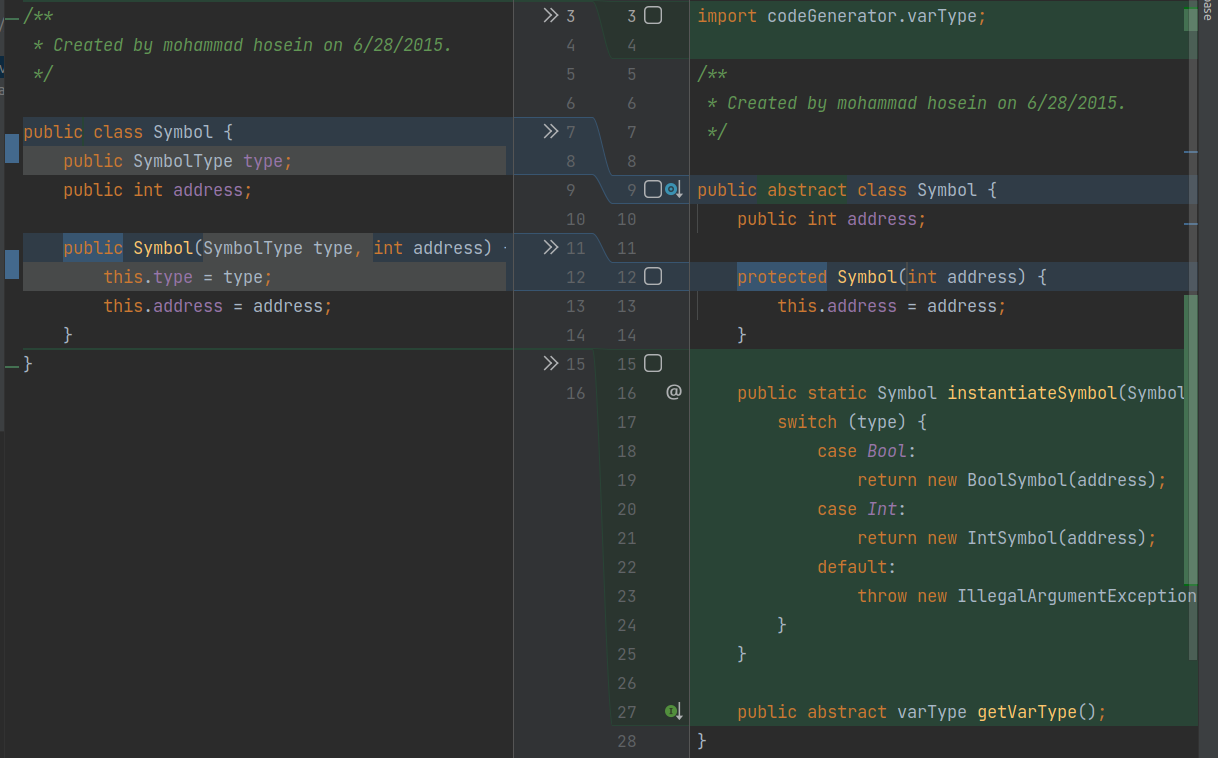 /**
 * Created by mohammad hosein on 6/28/2015.
 */
public class Symbol {
    public SymbolType type;
    public int address;
    public Symbol(SymbolType type, int address)
        this.type = type;
        this.address = address;
    }
}
3
4
5
6
7
8
9
10
11
12
13
14
15
16
3 import codeGenerator.varType;
4
5 /**
6  * Created by mohammad hosein on 6/28/2015.
7  */
8
9 public abstract class Symbol {
10     public int address;
11
12     protected Symbol(int address) {
13         this.address = address;
14     }
15
16 @     public static Symbol instantiateSymbol(Symbol
17         switch (type) {
18             case Bool:
19                 return new BoolSymbol(address);
20             case Int:
21                 return new IntSymbol(address);
22             default:
23                 throw new IllegalArgumentException
24         }
25     }
26
27     public abstract varType getVarType();
28 }